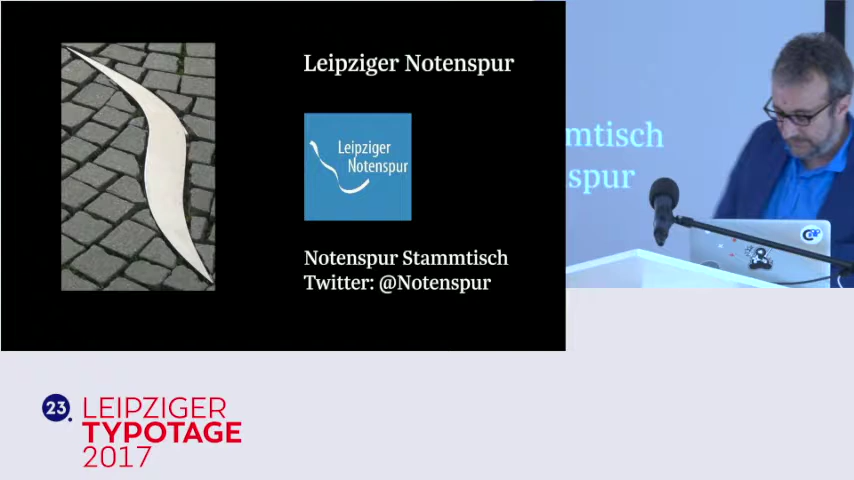 Leipziger Notenspur
Leipziger
Notenspur
Notenspur Stammtisch
Twitter: @Notenspur
mtisch
spur
23.
LEIPZIGER
TYPOTAGE
2017